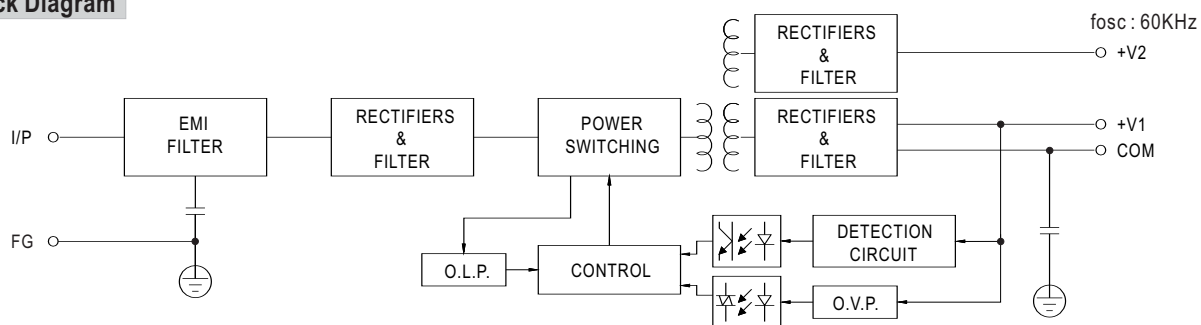 Diagram
fosc : 60KHz
RECTIFIERS
&
FILTER
+V2
I/P
EMI
FILTER
RECTIFIERS
&
FILTER
POWER
SWITCHING
RECTIFIERS
&
FILTER
+V1
COM
FG
O.L.P.
CONTROL
DETECTION
CIRCUIT
O.V.P.